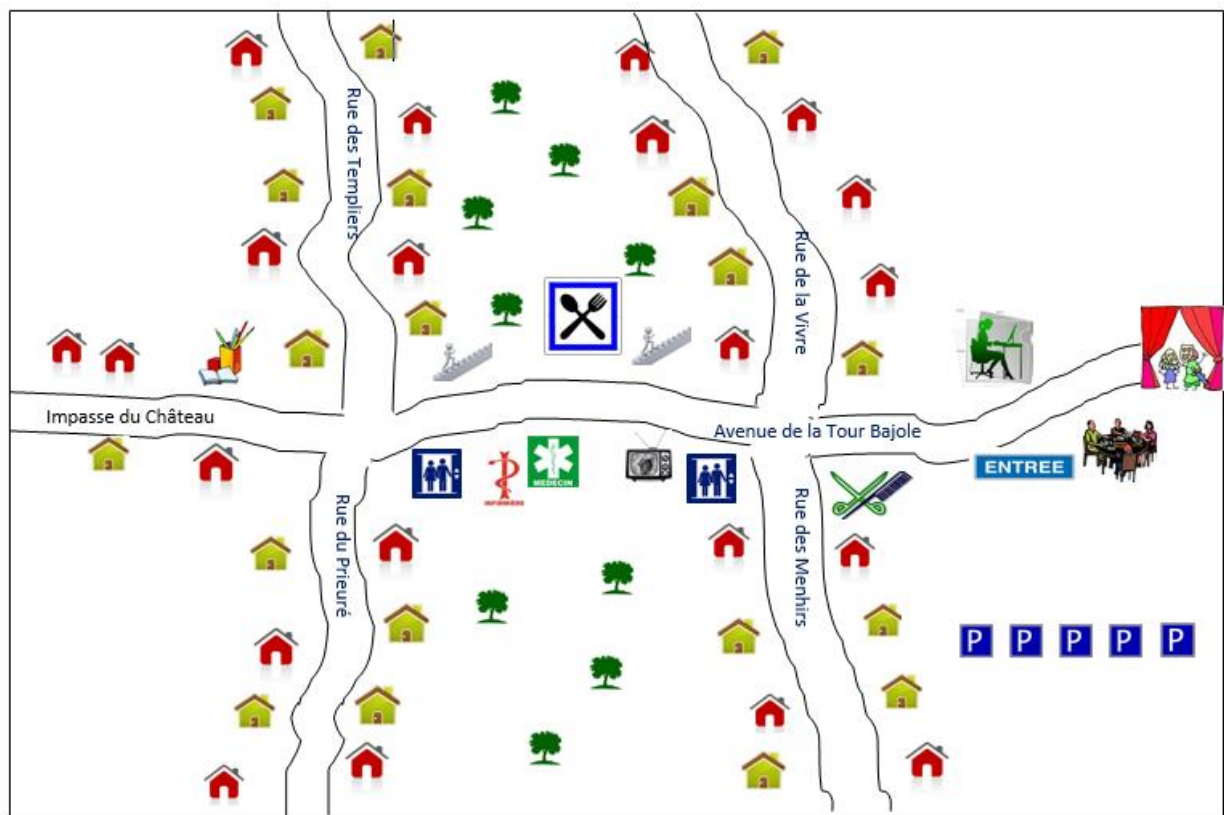 Rue des Templiers
Rue de la Vivre
Impasse du Château
Avenue de la Tour Bajole
INFIRMIERE
MEDECIN
ENTREE
Rue du Prieuré
Rue des Menhirs
P P P P P